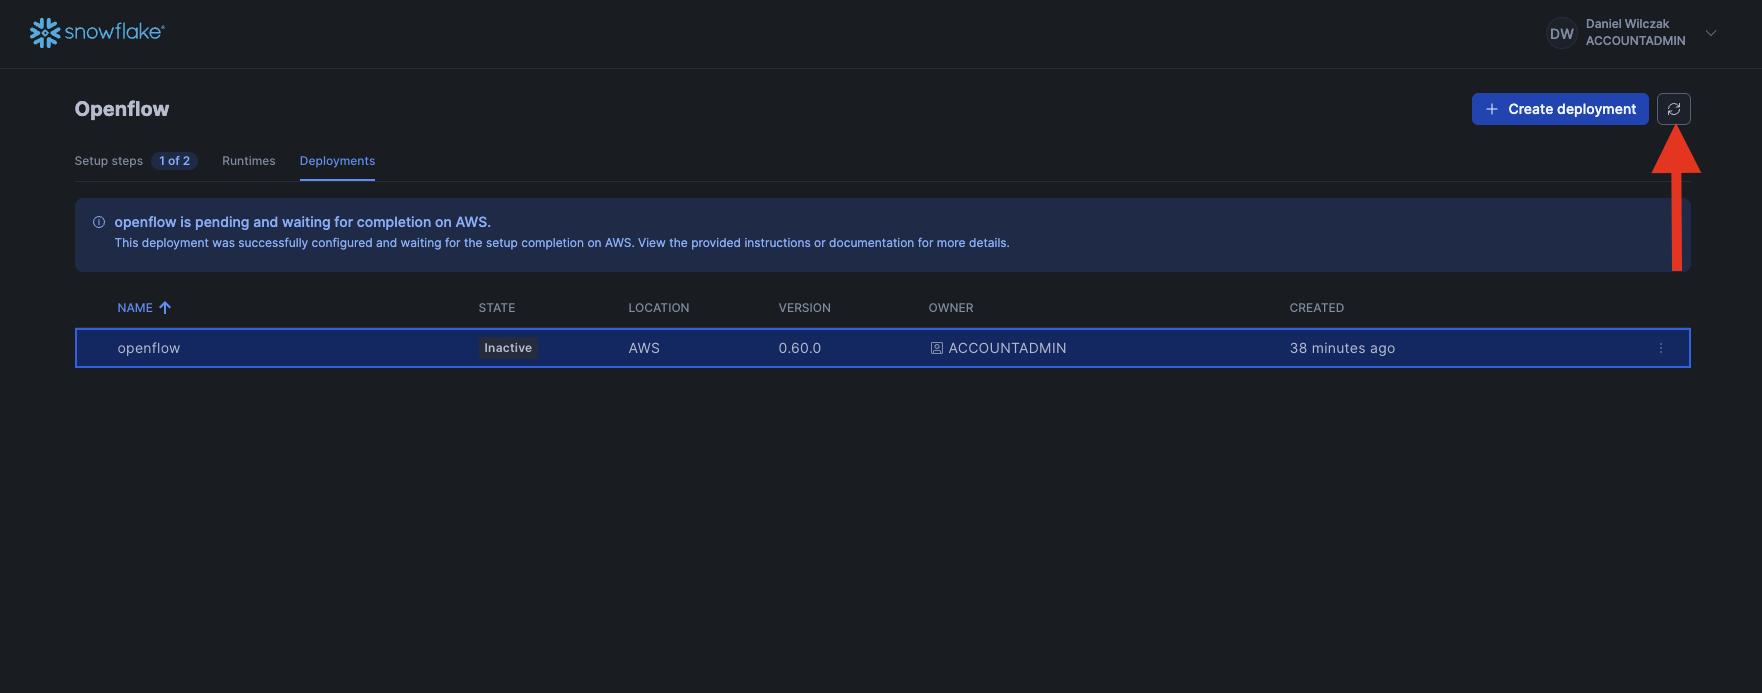 snowflake®
DW
Daniel Wilczak
ACCOUNTADMIN
Openflow
+ Create deployment
Setup steps 1 of 2 Runtimes Deployments
openflow is pending and waiting for completion on AWS.
This deployment was successfully configured and waiting for the setup completion on AWS. View the provided instructions or documentation for more details.
NAME STATE LOCATION VERSION OWNER CREATED
openflow Inactive AWS 0.60.0 ACCOUNTADMIN 38 minutes ago